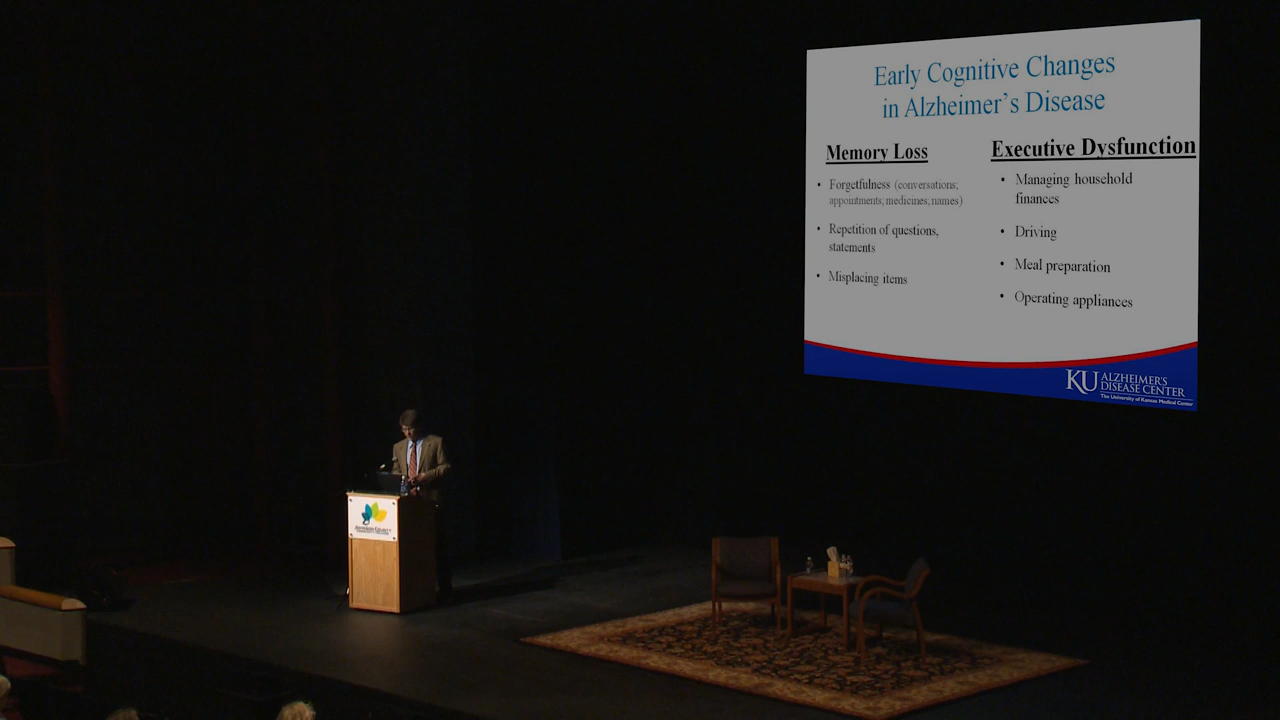 Early Cognitive Changes
in Alzheimer's Disease
Memory Loss
• Forgetfulness (conversations;
appointments; medicines; names)
• Repetition of questions,
statements
• Misplacing items
Executive Dysfunction
• Managing household
finances
• Driving
• Meal preparation
• Operating appliances
KU ALZHEIMER'S
DISEASE CENTER
The University of Kansas Medical Center